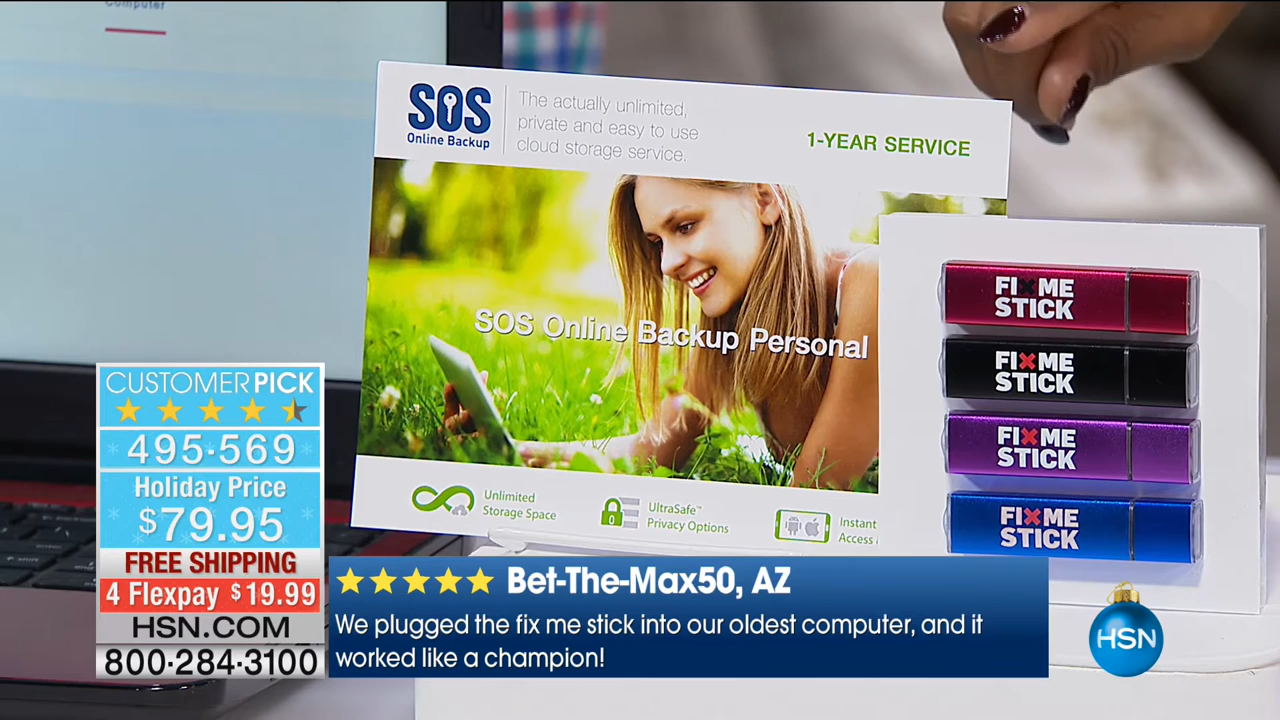 Computer
SOS
Online Backup
The actually unlimited,
private and easy to use
cloud storage service.
1-YEAR SERVICE
SOS Online Backup Personal
Unlimited
Storage Space
UltraSafe™
Privacy Options
Instant
Access
FIXME
STICK
FIXME
STICK
FIXME
STICK
FIXME
STICK
CUSTOMER PICK
495-569
Holiday Price
$79.95
FREE SHIPPING
4 Flexpay $19.99
HSN.COM
800-284-3100
Bet-The-Max50, AZ
We plugged the fix me stick into our oldest computer, and it
worked like a champion!
HSN